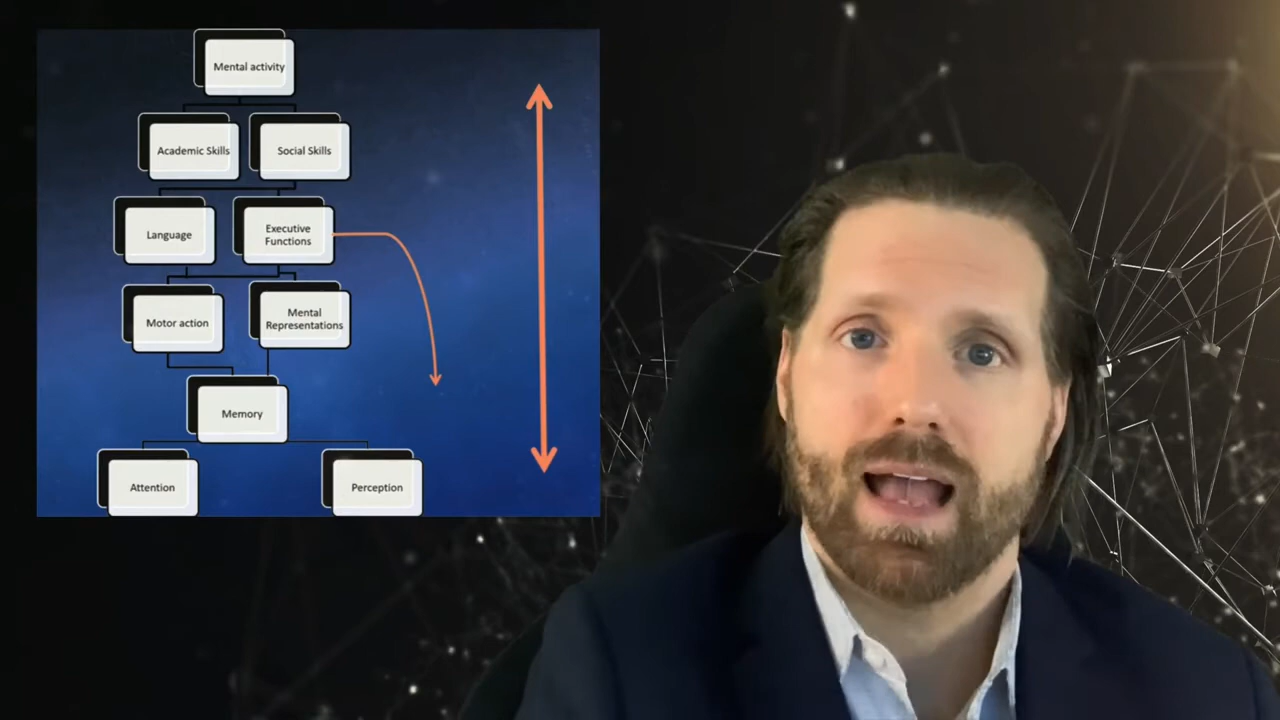 Mental activity
Academic Skills
Social Skills
Language
Executive
Functions
Motor action
Mental
Representations
Memory
Attention
Perception